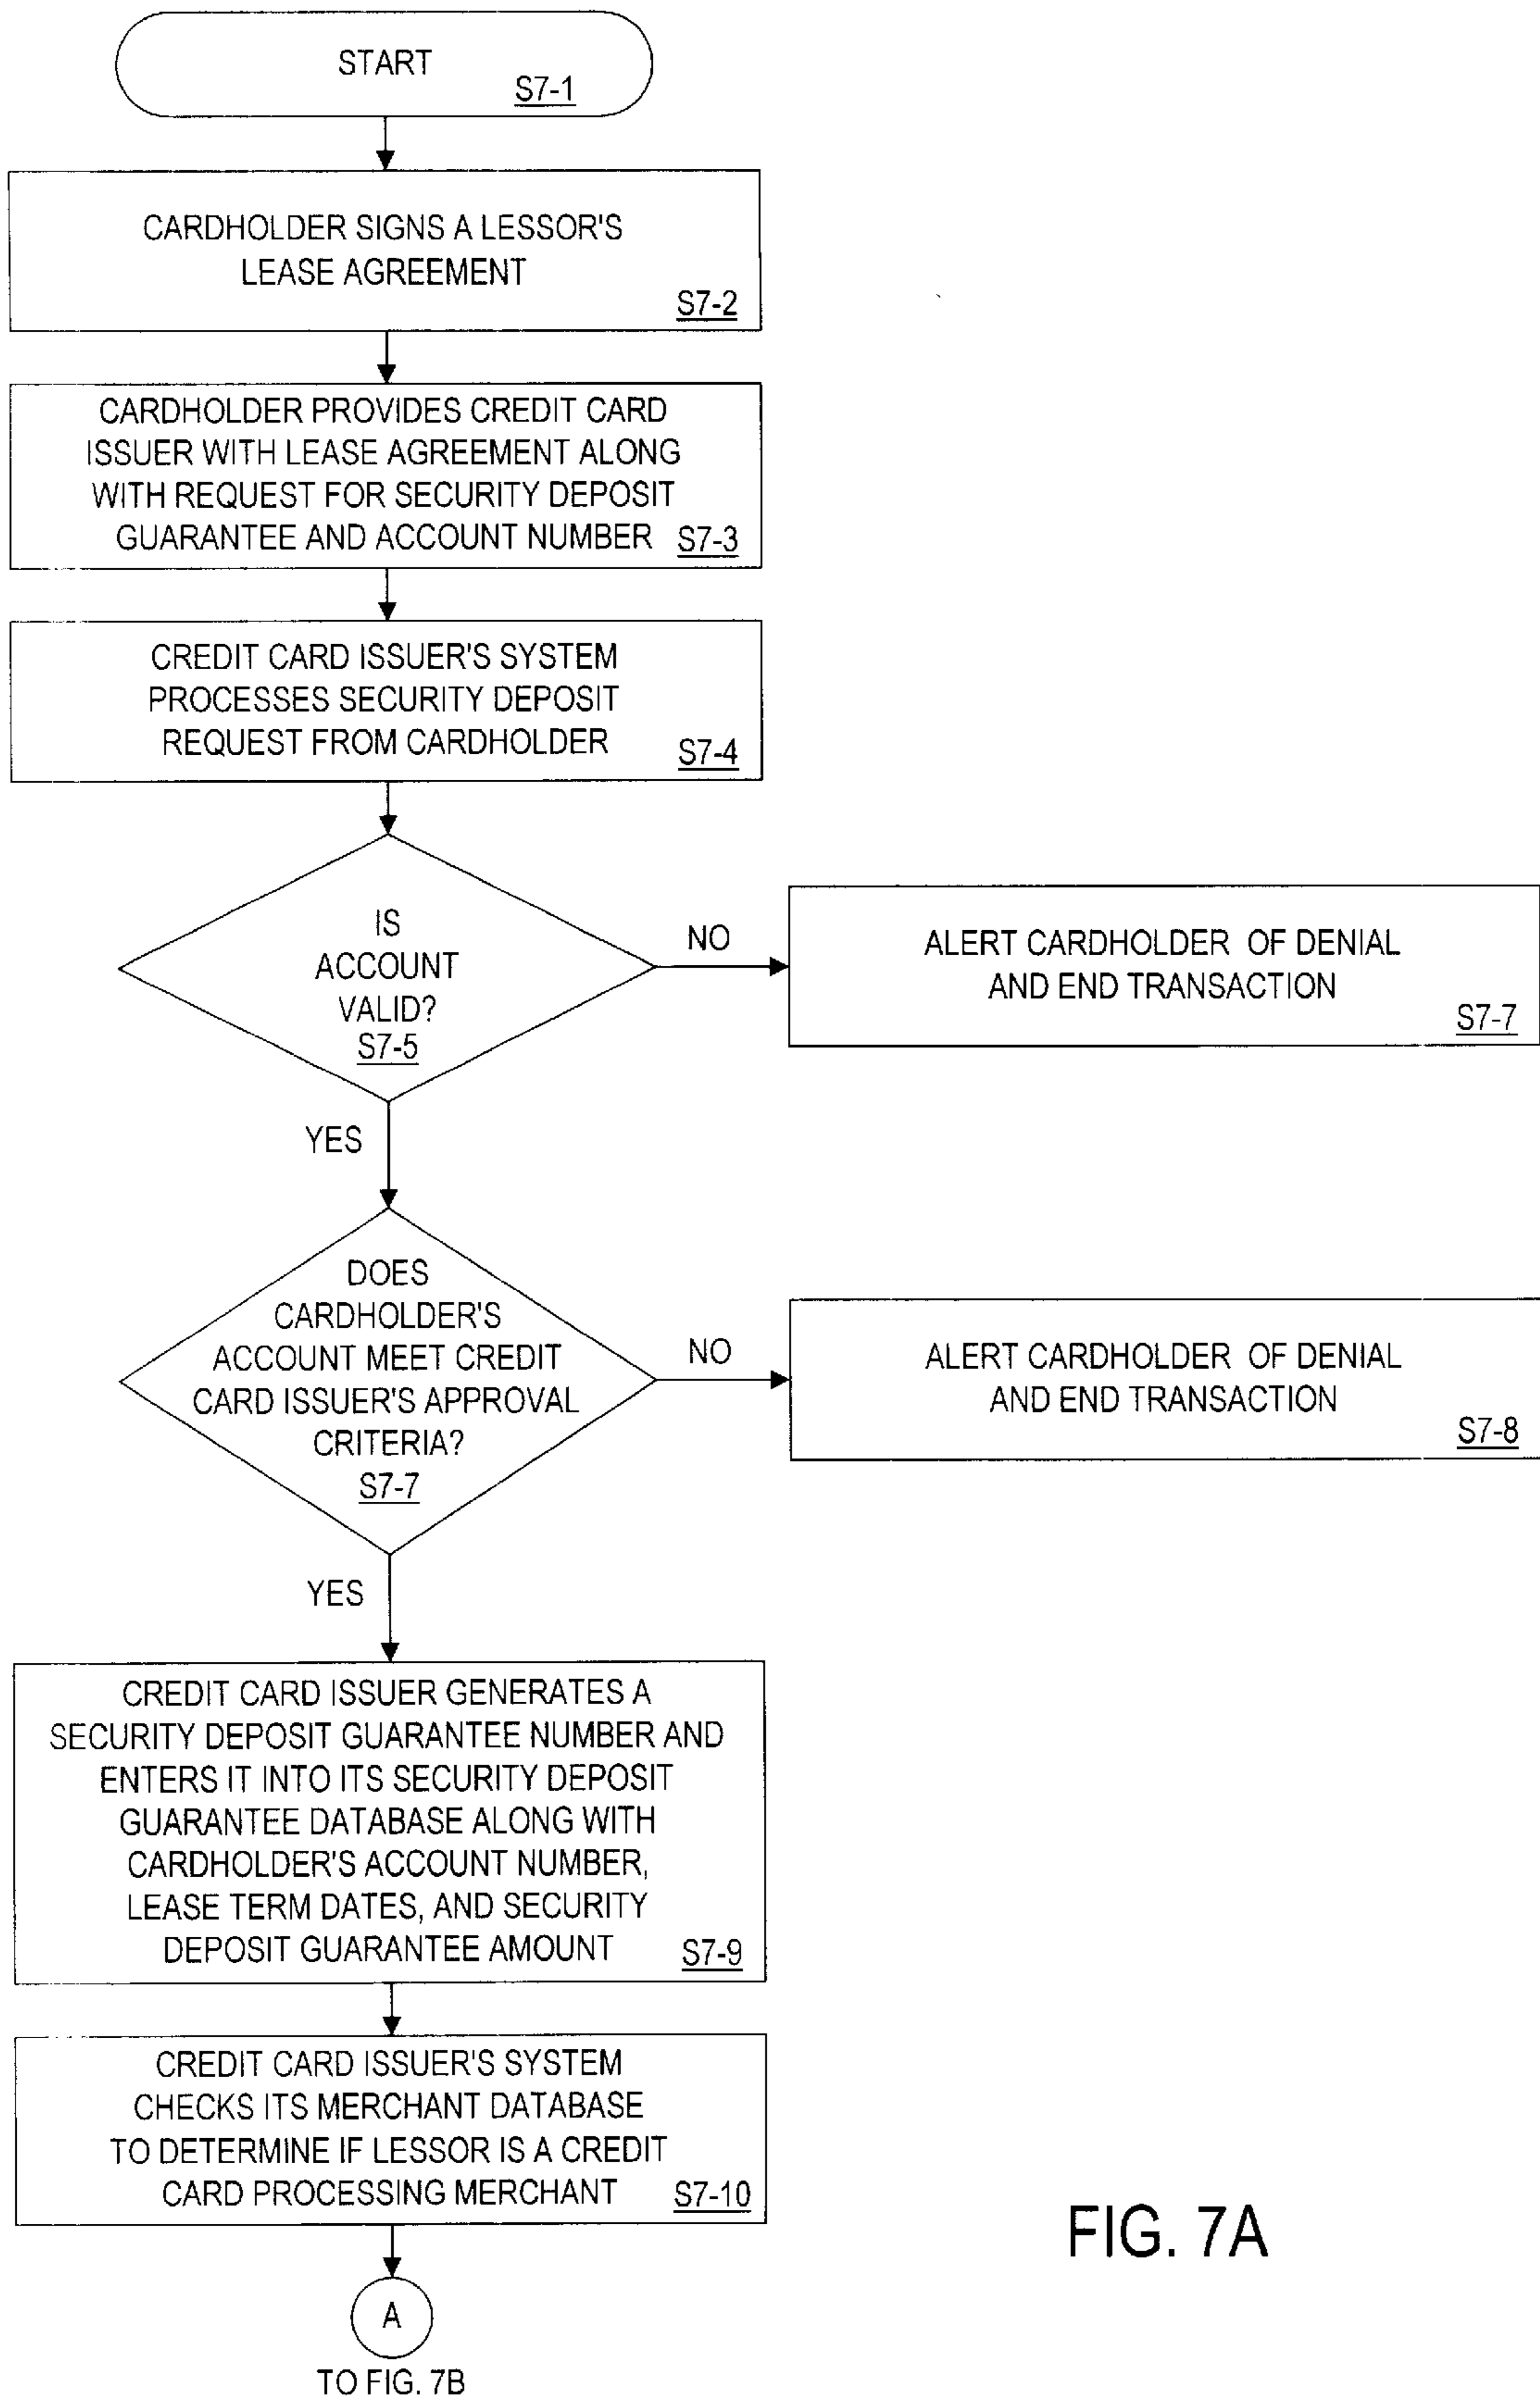 START
S7-1
CARDHOLDER SIGNS A LESSOR'S
LEASE AGREEMENT
S7-2
CARDHOLDER PROVIDES CREDIT CARD
ISSUER WITH LEASE AGREEMENT ALONG
WITH REQUEST FOR SECURITY DEPOSIT
GUARANTEE AND ACCOUNT NUMBER S7-3
CREDIT CARD ISSUER'S SYSTEM
PROCESSES SECURITY DEPOSIT
REQUEST FROM CARDHOLDER
S7-4
IS
ACCOUNT
VALID?
S7-5
NO
ALERT CARDHOLDER OF DENIAL
AND END TRANSACTION
S7-7
YES
DOES
CARDHOLDER'S
ACCOUNT MEET CREDIT
CARD ISSUER'S APPROVAL
CRITERIA?
S7-7
NO
ALERT CARDHOLDER OF DENIAL
AND END TRANSACTION
S7-8
YES
CREDIT CARD ISSUER GENERATES A
SECURITY DEPOSIT GUARANTEE NUMBER AND
ENTERS IT INTO ITS SECURITY DEPOSIT
GUARANTEE DATABASE ALONG WITH
CARDHOLDER'S ACCOUNT NUMBER,
LEASE TERM DATES, AND SECURITY
DEPOSIT GUARANTEE AMOUNT S7-9
CREDIT CARD ISSUER'S SYSTEM
CHECKS ITS MERCHANT DATABASE
TO DETERMINE IF LESSOR IS A CREDIT
CARD PROCESSING MERCHANT S7-10
A
TO FIG. 7B
FIG. 7A